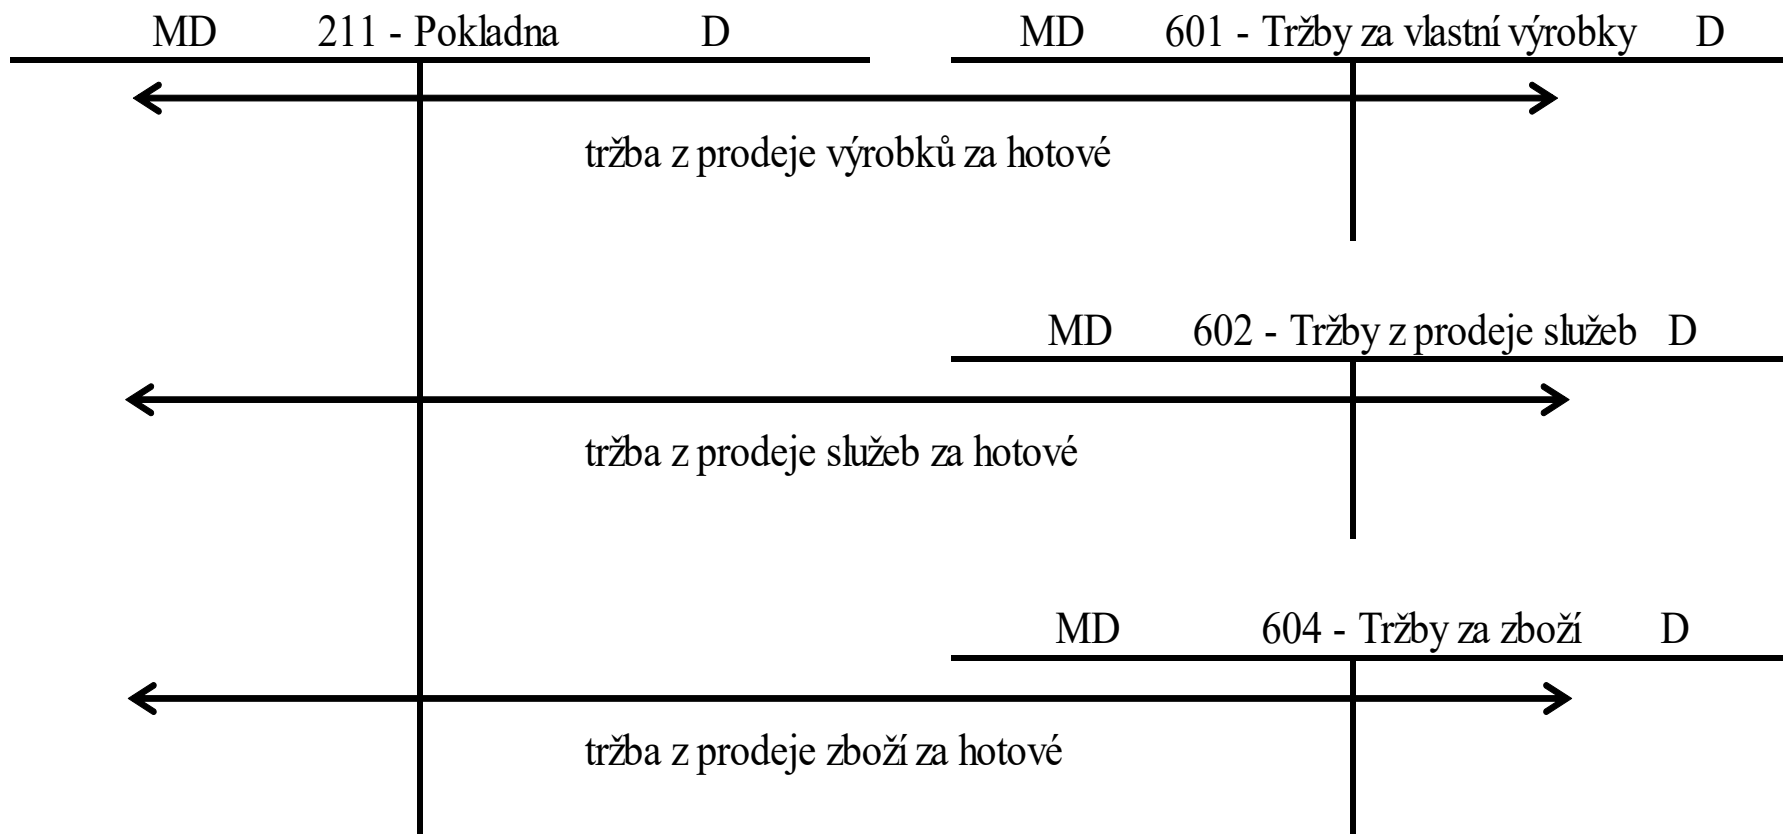 MD 211 - Pokladna D MD 601 - Tržby za vlastní výrobky D
tržba z prodeje výrobků za hotové
MD 602 - Tržby z prodeje služeb D
tržba z prodeje služeb za hotové
MD 604 - Tržby za zboží D
tržba z prodeje zboží za hotové